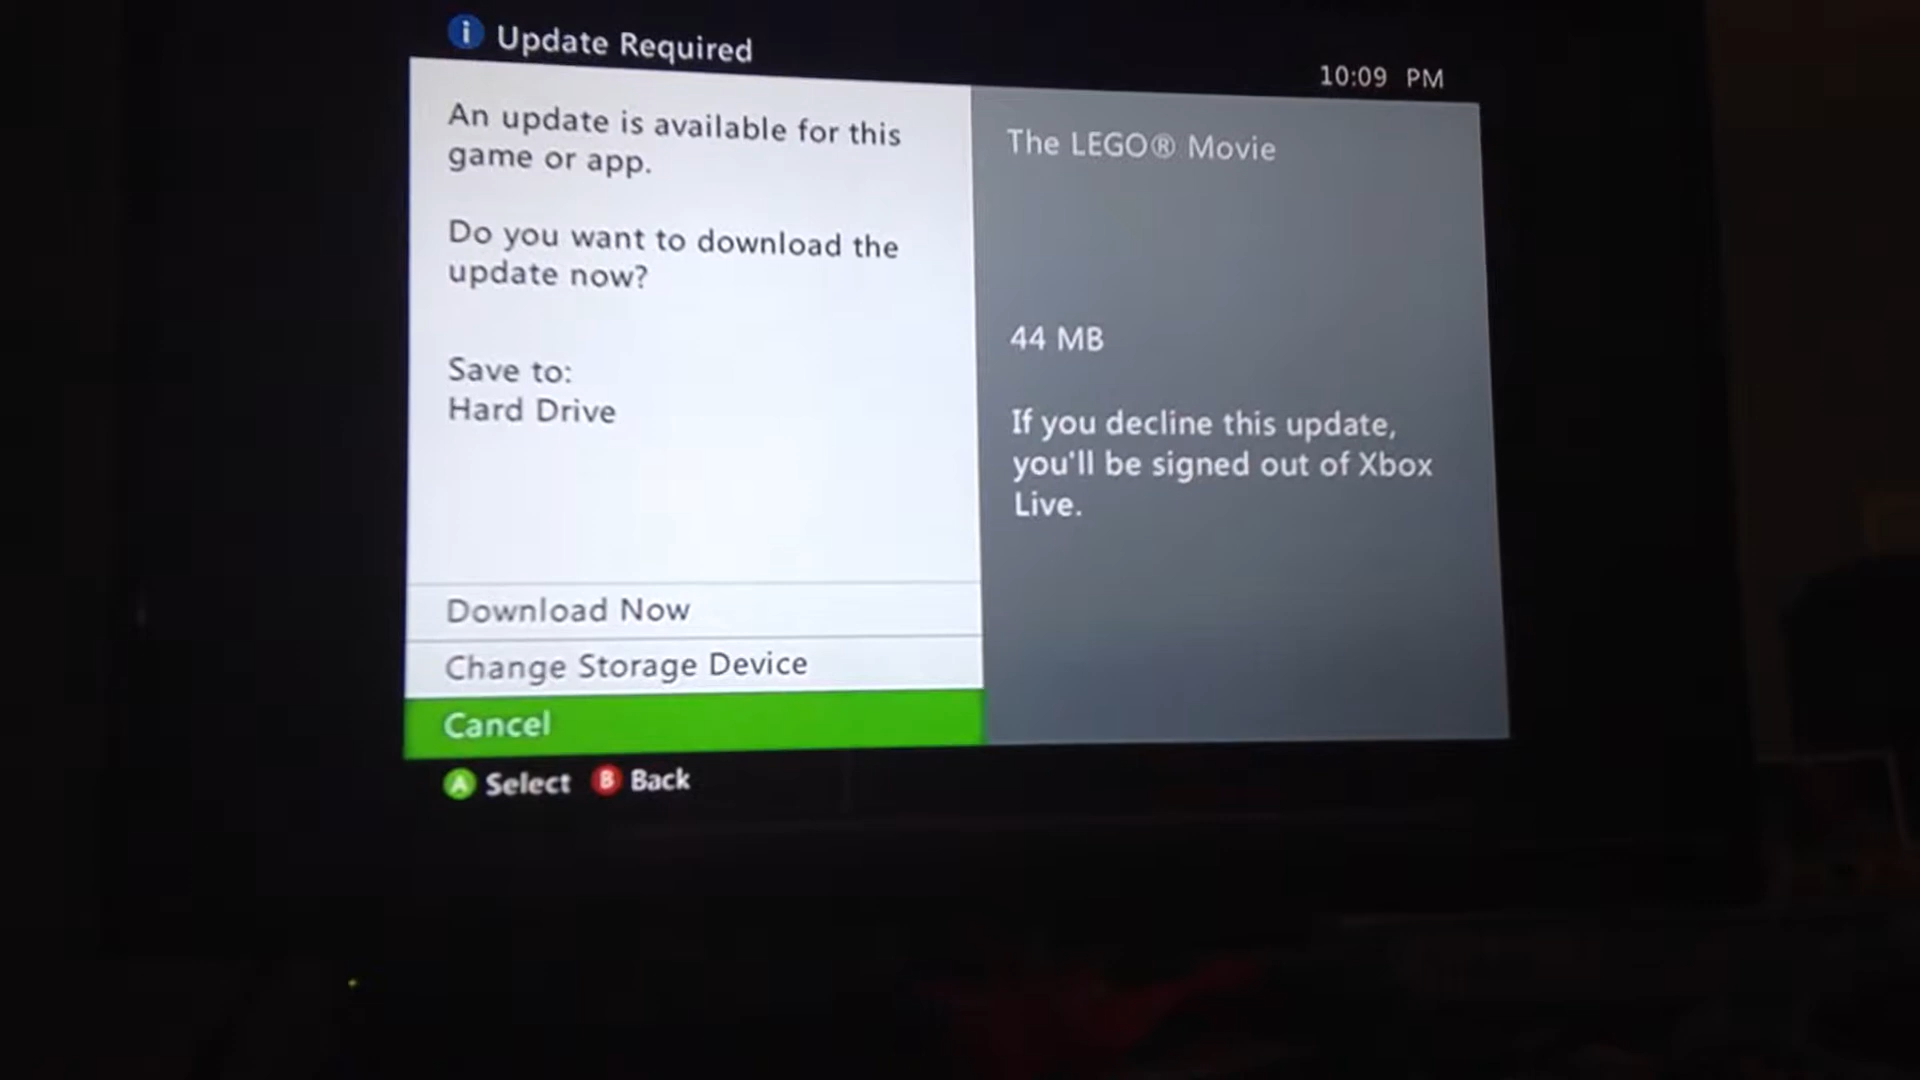 i Update Required
10:09 PM
An update is available for this
game or app.
Do you want to download the
update now?
Save to:
Hard Drive
Download Now
Change Storage Device
Cancel
The LEGO® Movie
44 MB
If you decline this update,
you'll be signed out of Xbox
Live.
A Select B Back